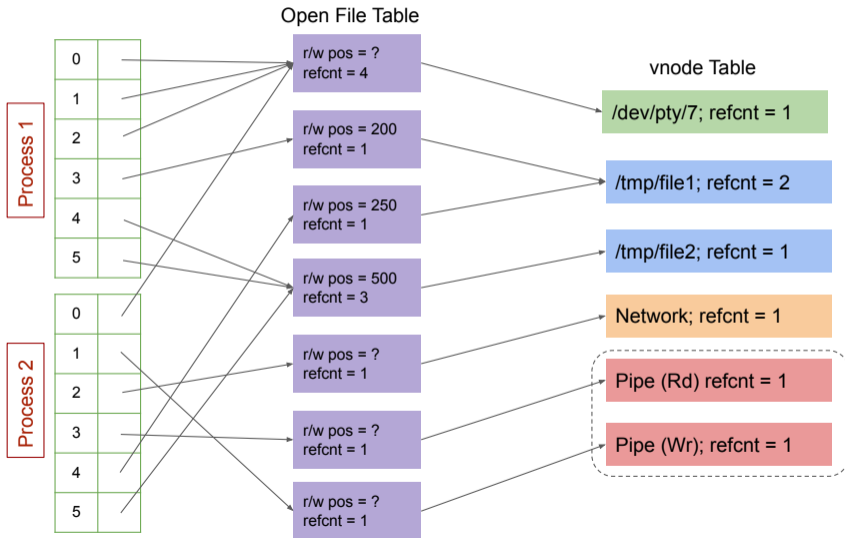 Open File Table
vnode Table
Process 1
0
1
2
3
4
5
Process 2
0
1
2
3
4
5
r/w pos = ?
refcnt = 4
r/w pos = 200
refcnt = 1
r/w pos = 250
refcnt = 1
r/w pos = 500
refcnt = 3
r/w pos = ?
refcnt = 1
r/w pos = ?
refcnt = 1
r/w pos = ?
refcnt = 1
/dev/pty/7; refcnt = 1
/tmp/file1; refcnt = 2
/tmp/file2; refcnt = 1
Network; refcnt = 1
Pipe (Rd) refcnt = 1
Pipe (Wr); refcnt = 1